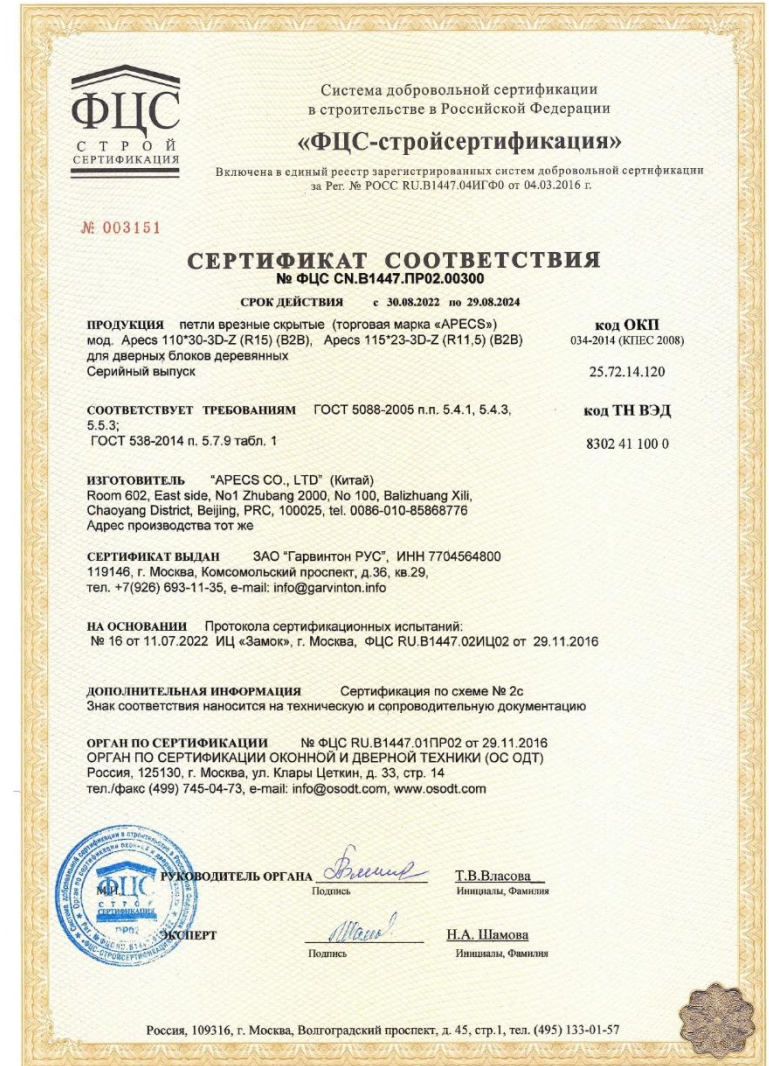 ФЦС
СТРОЙ
СЕРТИФИКАЦИЯ
Система добровольной сертификации
в строительстве в Российской Федерации
«ФЦС-стройсертификация»
Включена в единый реестр зарегистрированных систем добровольной сертификации
за Рег. № РОСС RU.В1447.04ИГФ0 от 04.03.2016 г.
№ 003151
СЕРТИФИКАТ СООТВЕТСТВИЯ
№ ФЦС CN.В1447.ПР02.00300
СРОК ДЕЙСТВИЯ с 30.08.2022 по 29.08.2024
ПРОДУКЦИЯ петли врезные скрытые (торговая марка «APECS»)
мод. Apecs 110*30-3D-Z (R15) (B2B), Apecs 115*23-3D-Z (R11,5) (B2B)
для дверных блоков деревянных
Серийный выпуск
код ОКП
034-2014 (КПЕС 2008)
25.72.14.120
СООТВЕТСТВУЕТ ТРЕБОВАНИЯМ ГОСТ 5088-2005 п.п. 5.4.1, 5.4.3,
5.5.3;
ГОСТ 538-2014 п. 5.7.9 табл. 1
код ТН ВЭД
8302 41 100 0
ИЗГОТОВИТЕЛЬ "APECS CO., LTD" (Китай)
Room 602, East side, No1 Zhubang 2000, No 100, Balizhuang Xili,
Chaoyang District, Beijing, PRC, 100025, tel. 0086-010-85868776
Адрес производства тот же
СЕРТИФИКАТ ВЫДАН ЗАО "Гарвинтон РУС", ИНН 7704564800
119146, г. Москва, Комсомольский проспект, д.36, кв.29,
тел. +7(926) 693-11-35, e-mail: info@garvinton.info
НА ОСНОВАНИИ Протокола сертификационных испытаний:
№ 16 от 11.07.2022 ИЦ «Замок», г. Москва, ФЦС RU.В1447.02ИЦ02 от 29.11.2016
ДОПОЛНИТЕЛЬНАЯ ИНФОРМАЦИЯ Сертификация по схеме № 2с
Знак соответствия наносится на техническую и сопроводительную документацию
ОРГАН ПО СЕРТИФИКАЦИИ № ФЦС RU.В1447.01ПР02 от 29.11.2016
ОРГАН ПО СЕРТИФИКАЦИИ ОКОННОЙ И ДВЕРНОЙ ТЕХНИКИ (ОС ОДТ)
Россия, 125130, г. Москва, ул. Клары Цеткин, д. 33, стр. 14
тел./факс (499) 745-04-73, e-mail: info@osodt.com, www.osodt.com
М.П.
ФЦС
СТРОЙ
СЕРТИФИКАЦИЯ
ПР02
РУКОВОДИТЕЛЬ ОРГАНА
Т.В.Власова
Подпись
Инициалы, Фамилия
ЭКСПЕРТ
Н.А. Шамова
Подпись
Инициалы, Фамилия
Россия, 109316, г. Москва, Волгоградский проспект, д. 45, стр.1, тел. (495) 133-01-57